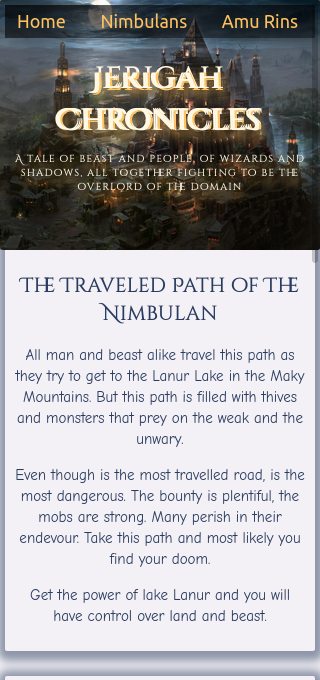 Home Nimbulans Amu Rins
Jerigah
Chronicles
A tale of beast and people, of wizards and
shadows, all together fighting to be the
overlord of the domain
The Traveled Path of The
Nimbulan
All man and beast alike travel this path as
they try to get to the Lanur Lake in the Maky
Mountains. But this path is filled with thives
and monsters that prey on the weak and the
unwary.
Even though is the most travelled road, is the
most dangerous. The bounty is plentiful, the
mobs are strong. Many perish in their
endevour. Take this path and most likely you
find your doom.
Get the power of lake Lanur and you will
have control over land and beast.